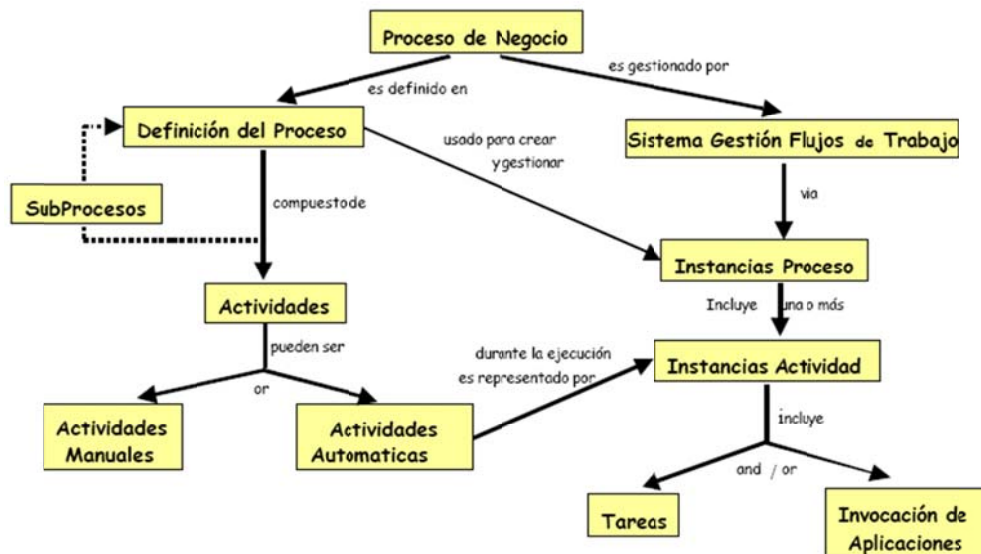 Proceso de Negocio
es gestionado por
es definido en
Definición del Proceso
usado para crear
y gestionar
Sistema Gestión Flujos de Trabajo
SubProcesos
compuesto de
via
Instancias Proceso
Actividades
Incluye una o más
pueden ser
durante la ejecución
es representado por
Instancias Actividad
or
Actividades
Manuales
Actividades
Automaticas
incluye
and / or
Tareas
Invocación de
Aplicaciones